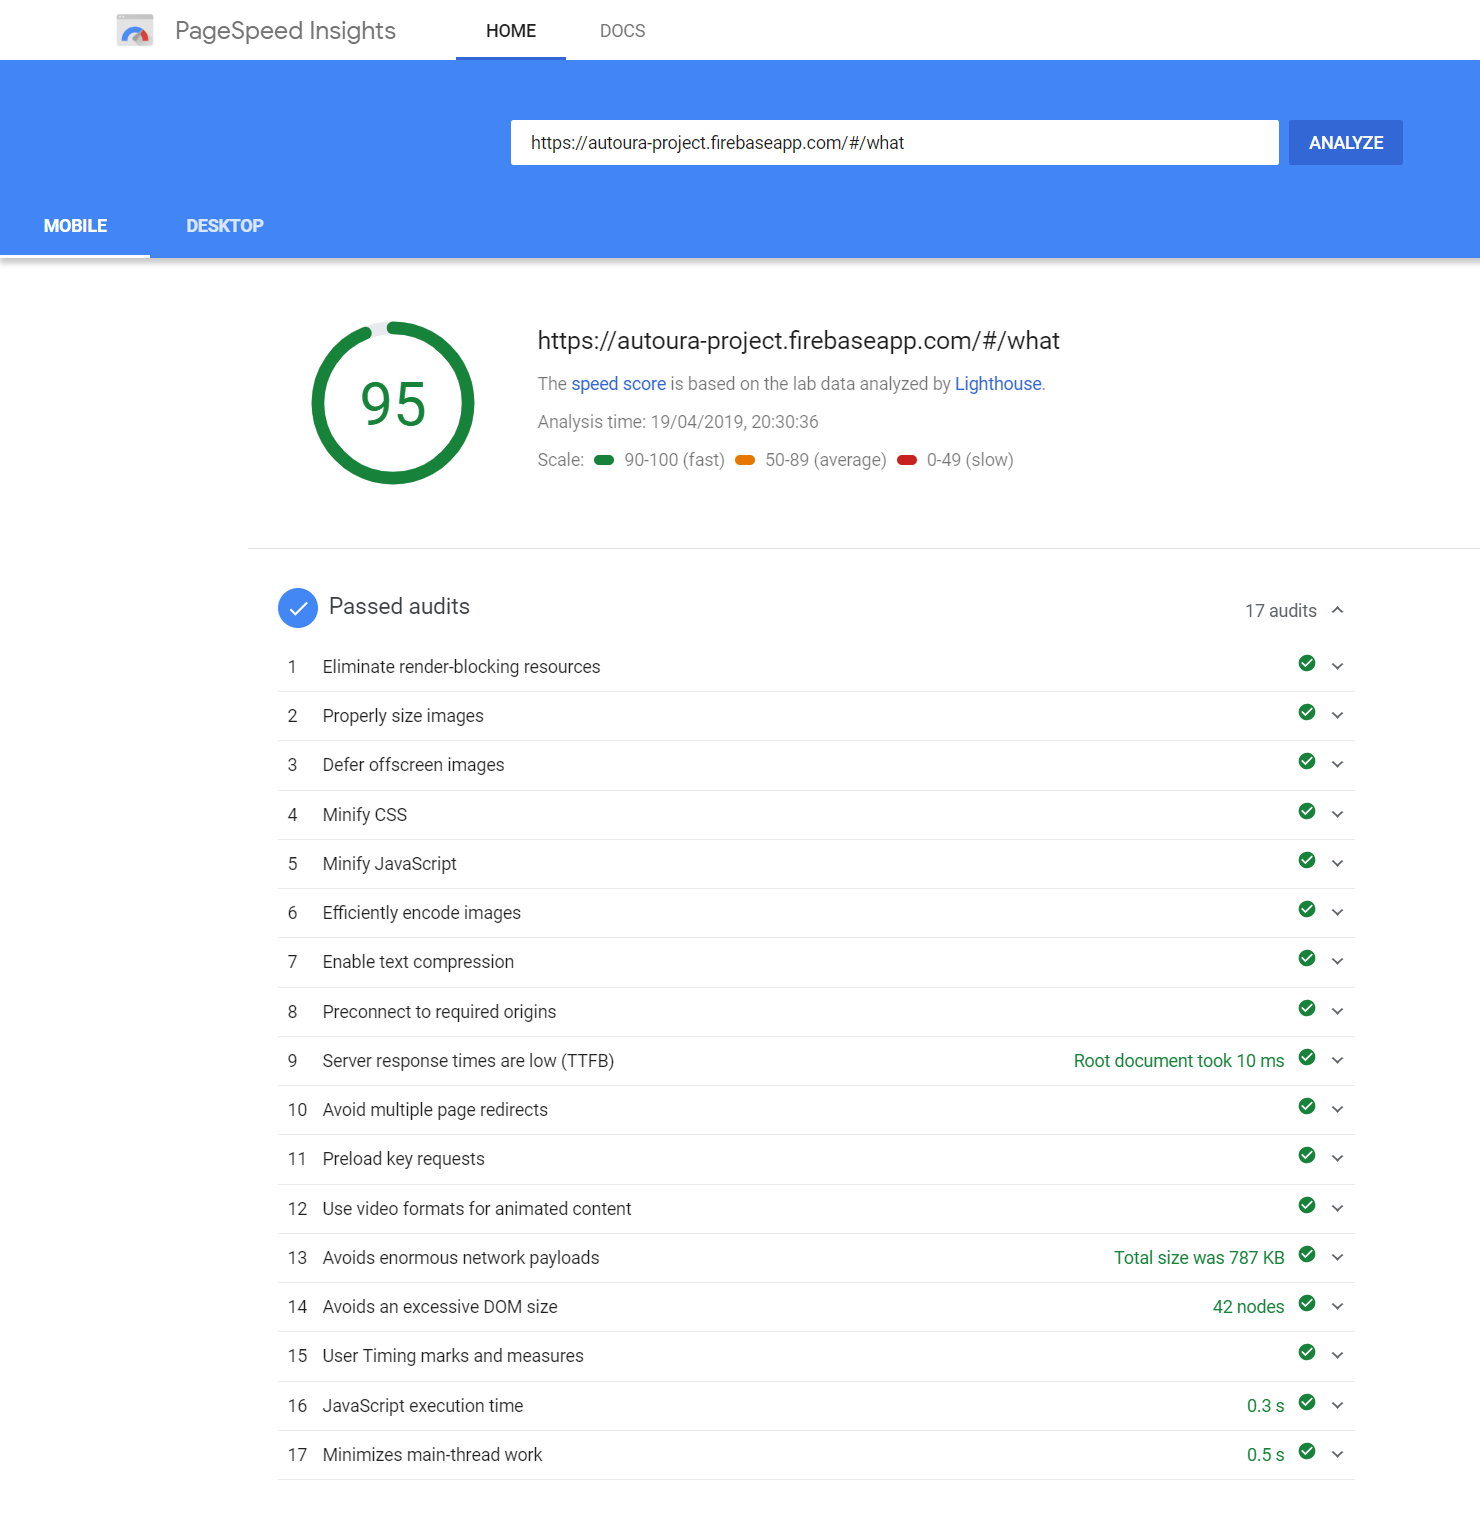 PageSpeed Insights HOME DOCS
https://autoura-project.firebaseapp.com/#/what ANALYZE
MOBILE DESKTOP
95
https://autoura-project.firebaseapp.com/#/what
The speed score is based on the lab data analyzed by Lighthouse.
Analysis time: 19/04/2019, 20:30:36
Scale: 90-100 (fast) 50-89 (average) 0-49 (slow)
Passed audits 17 audits
1 Eliminate render-blocking resources
2 Properly size images
3 Defer offscreen images
4 Minify CSS
5 Minify JavaScript
6 Efficiently encode images
7 Enable text compression
8 Preconnect to required origins
9 Server response times are low (TTFB) Root document took 10 ms
10 Avoid multiple page redirects
11 Preload key requests
12 Use video formats for animated content
13 Avoids enormous network payloads Total size was 787 KB
14 Avoids an excessive DOM size 42 nodes
15 User Timing marks and measures
16 JavaScript execution time 0.3 s
17 Minimizes main-thread work 0.5 s